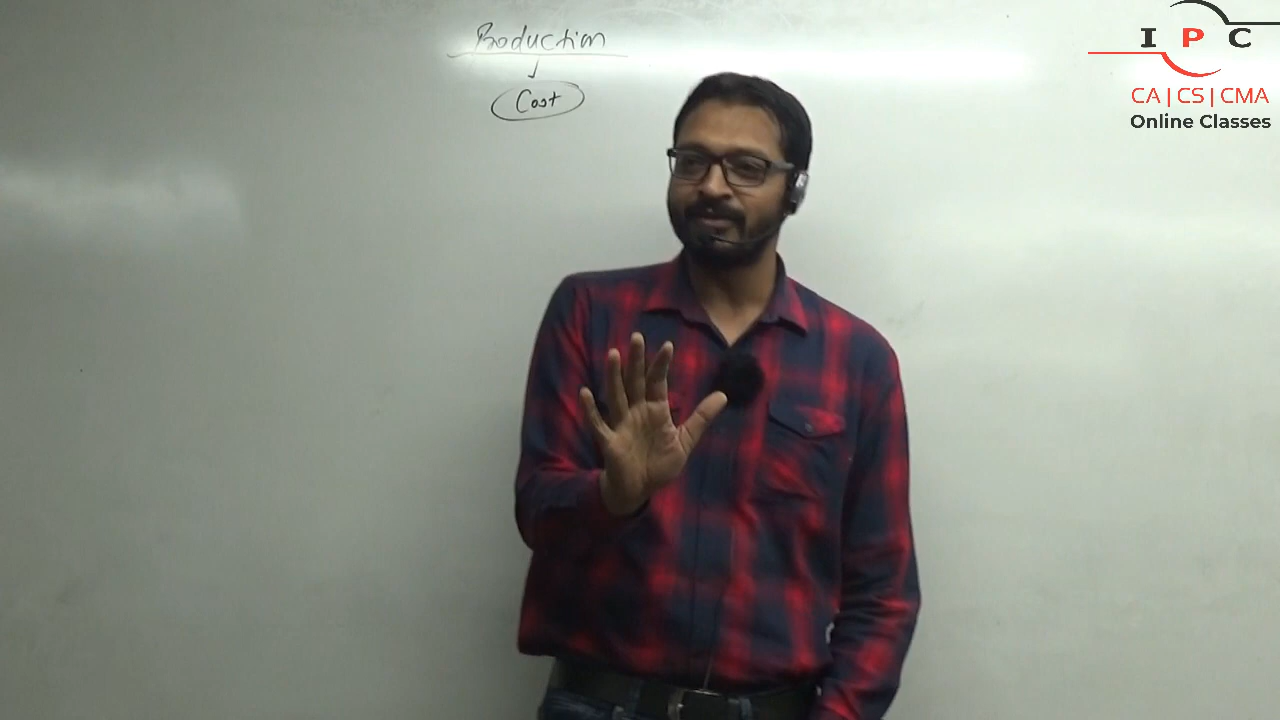 Production
Cost
I P C
CA | CS | CMA
Online Classes